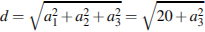 d = √(a₁² + a₂² + a₃²) = √(20 + a₃²)